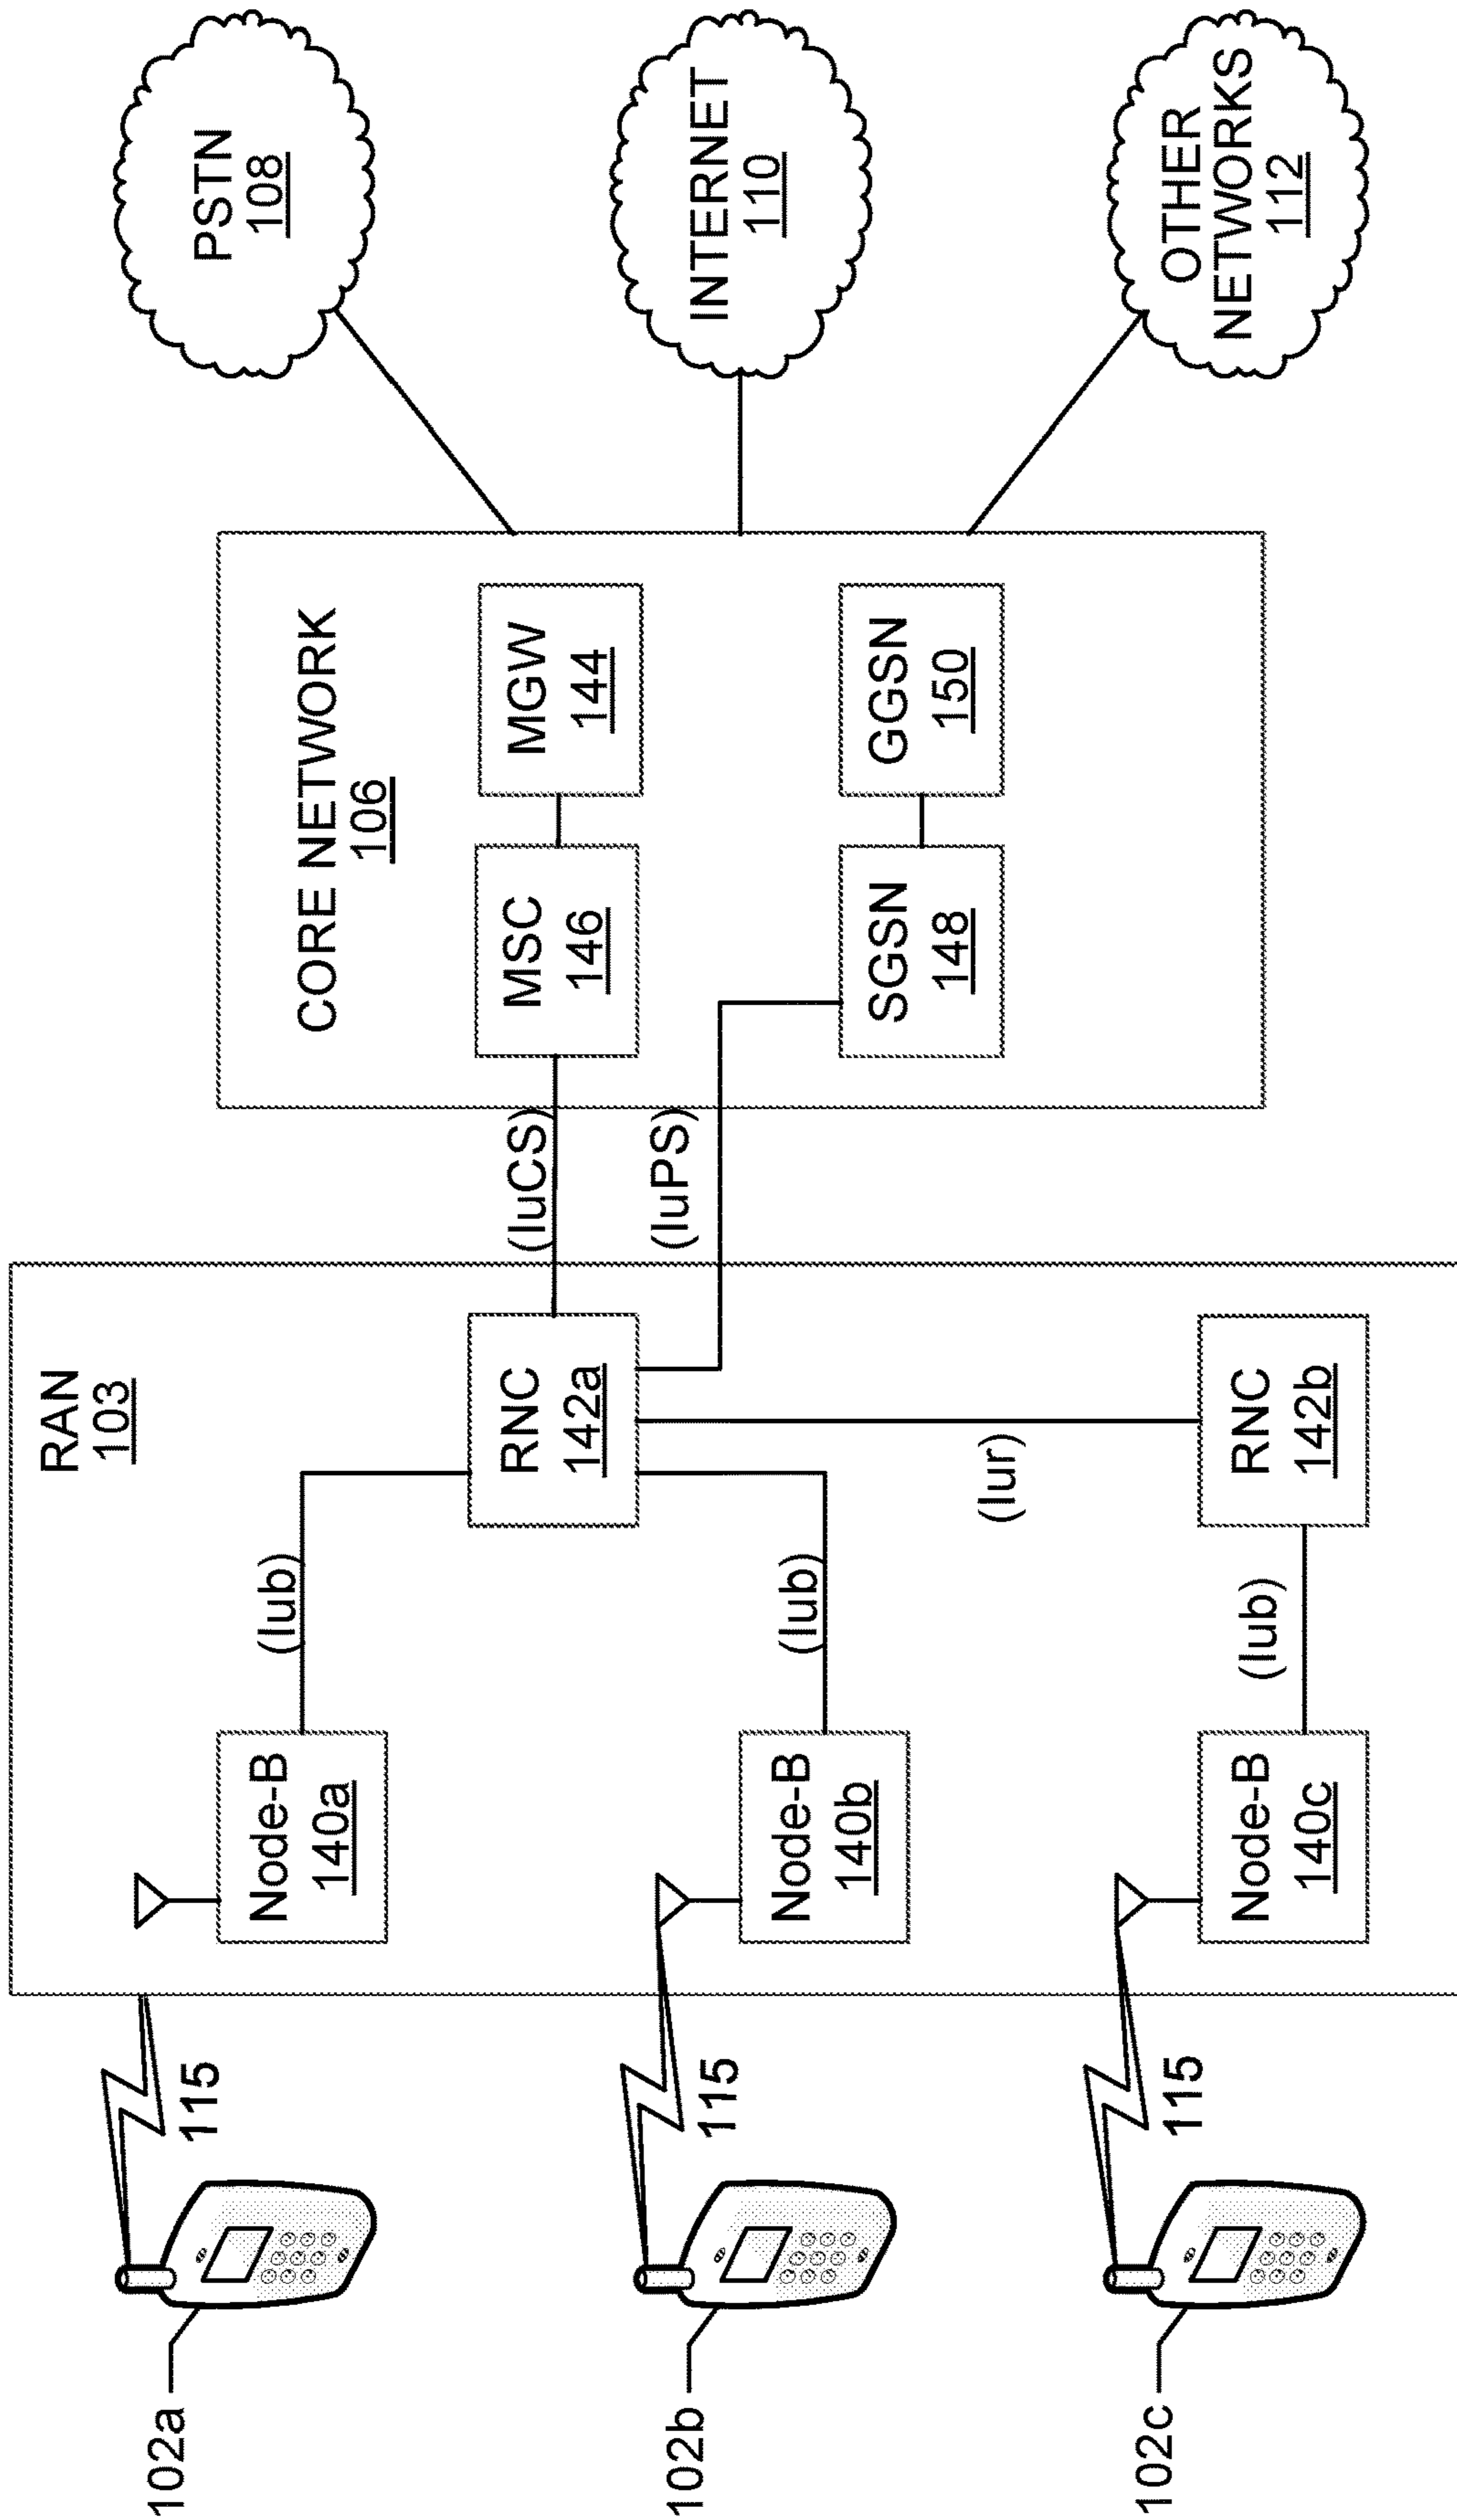 102a
115
RAN
103
Node-B
140a
(Iub)
RNC
142a
(IuCS)
(IuPS)
CORE NETWORK
106
MSC
146
MGW
144
SGSN
148
GGSN
150
PSTN
108
INTERNET
110
OTHER
NETWORKS
112
102b
115
Node-B
140b
(Iub)
(Iur)
102c
115
Node-B
140c
(Iub)
RNC
142b